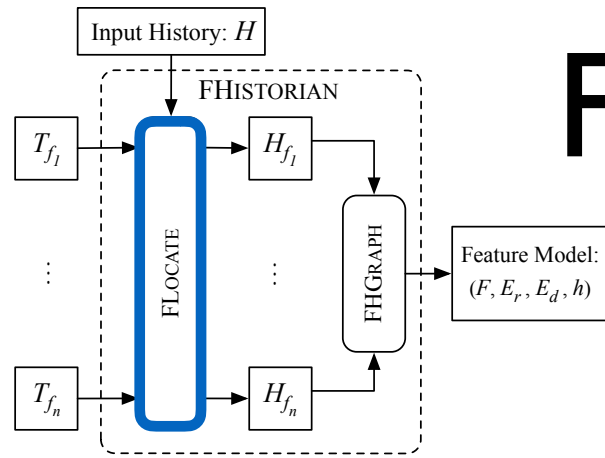 Input History: H
F
FHISTORIAN
T_{f_1}
H_{f_1}
FLOCATE
FHGRAPH
Feature Model:
(F, E_r, E_d, h)
⋮
⋮
T_{f_n}
H_{f_n}